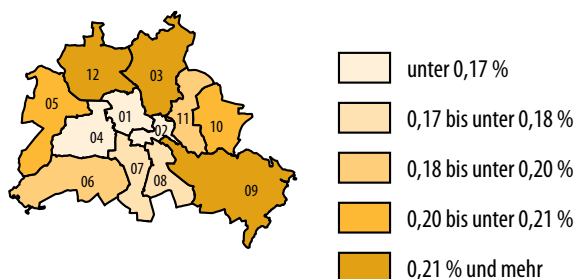 12
03
05
01
11
10
02
04
07
08
06
09
unter 0,17 %
0,17 bis unter 0,18 %
0,18 bis unter 0,20 %
0,20 bis unter 0,21 %
0,21 % und mehr